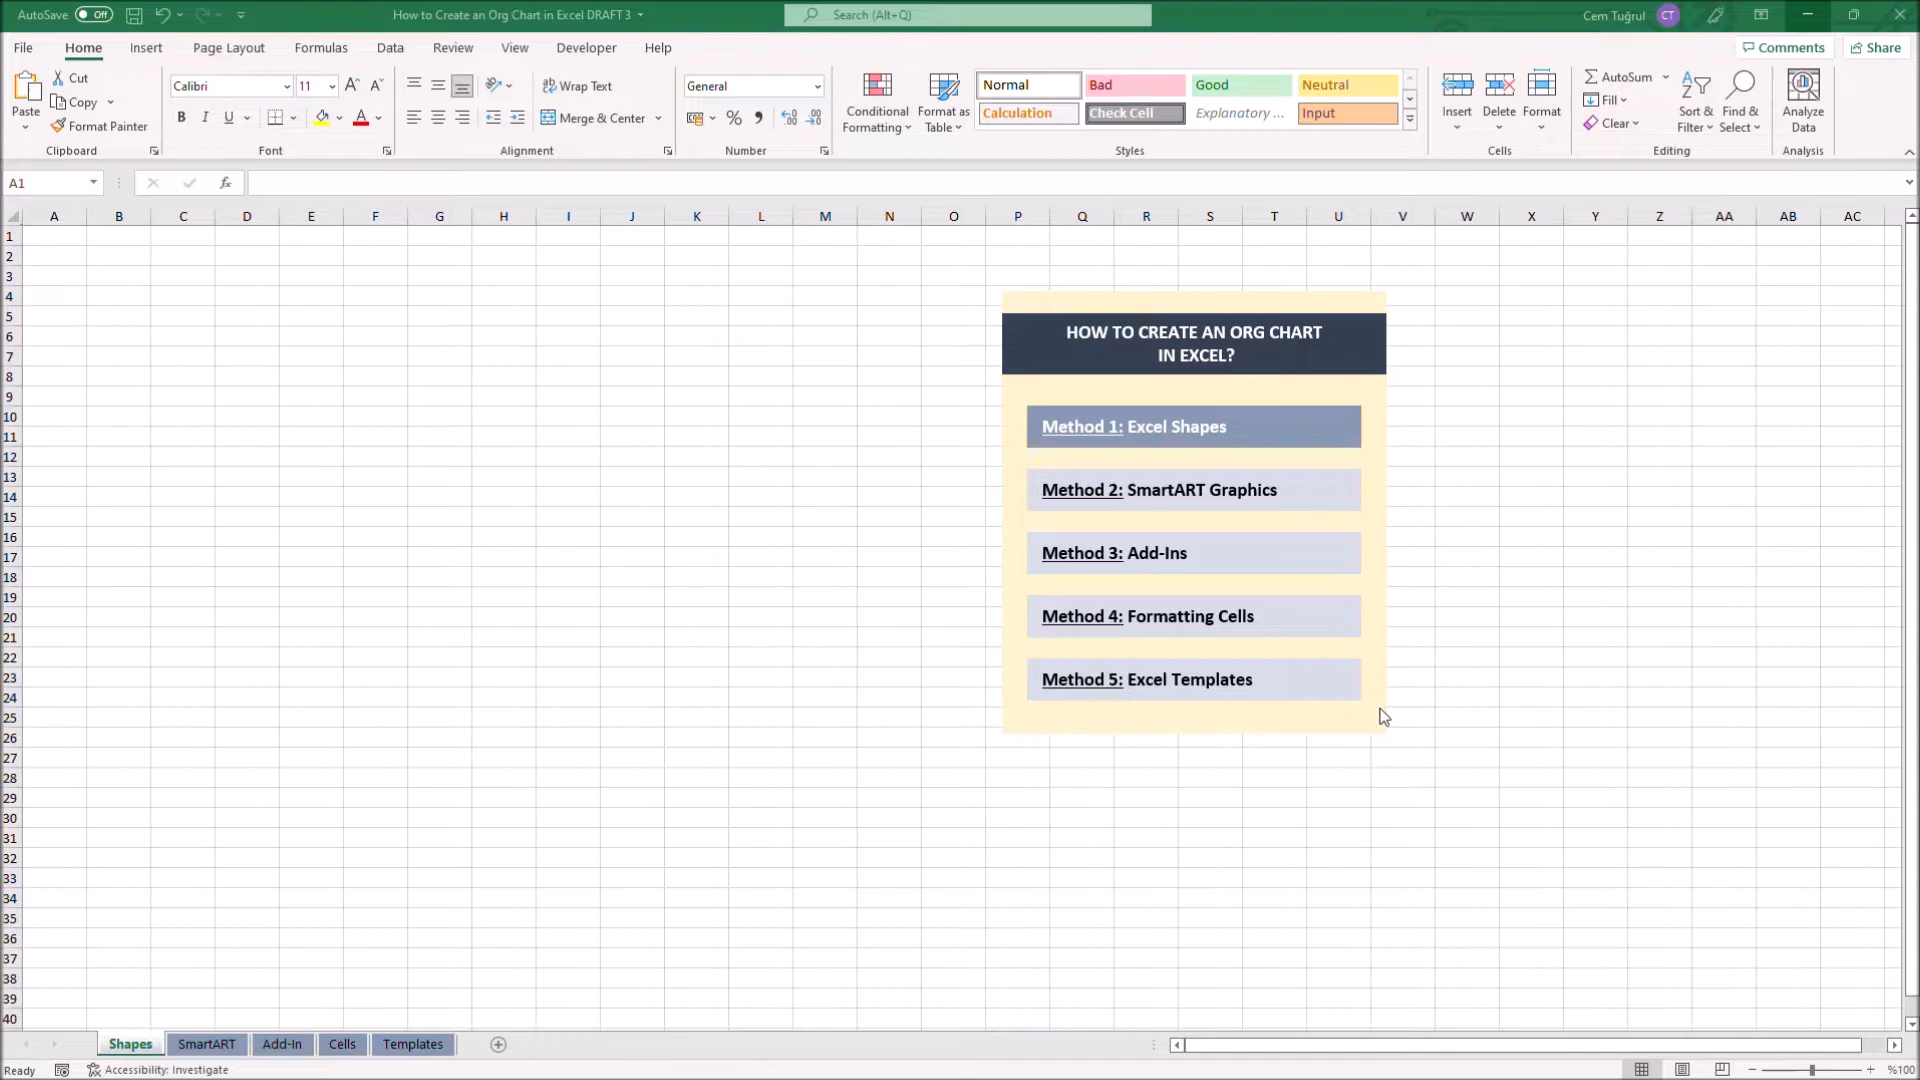 AutoSave Off How to Create an Org Chart in Excel DRAFT 3 Search (Alt+Q) Cem Tuğrul CT
File Home Insert Page Layout Formulas Data Review View Developer Help Comments Share
Paste Cut Copy Format Painter Clipboard
Calibri 11 B I U A Font
Wrap Text Merge & Center Alignment
General % Number
Conditional Formatting Format as Table
Normal Bad Good Neutral
Calculation Check Cell Explanatory ... Input
Styles
Insert Delete Format Cells
AutoSum Fill Clear Sort & Filter Find & Select Editing
Analyze Data Analysis
A1 fx
A B C D E F G H I J K L M N O P Q R S T U V W X Y Z AA AB AC
1
2
3
4
5
6
7
8
9
10
11
12
13
14
15
16
17
18
19
20
21
22
23
24
25
26
27
28
29
30
31
32
33
34
35
36
37
38
39
40
HOW TO CREATE AN ORG CHART
IN EXCEL?
Method 1: Excel Shapes
Method 2: SmartART Graphics
Method 3: Add-Ins
Method 4: Formatting Cells
Method 5: Excel Templates
Shapes SmartART Add-In Cells Templates
Ready Accessibility: Investigate %100